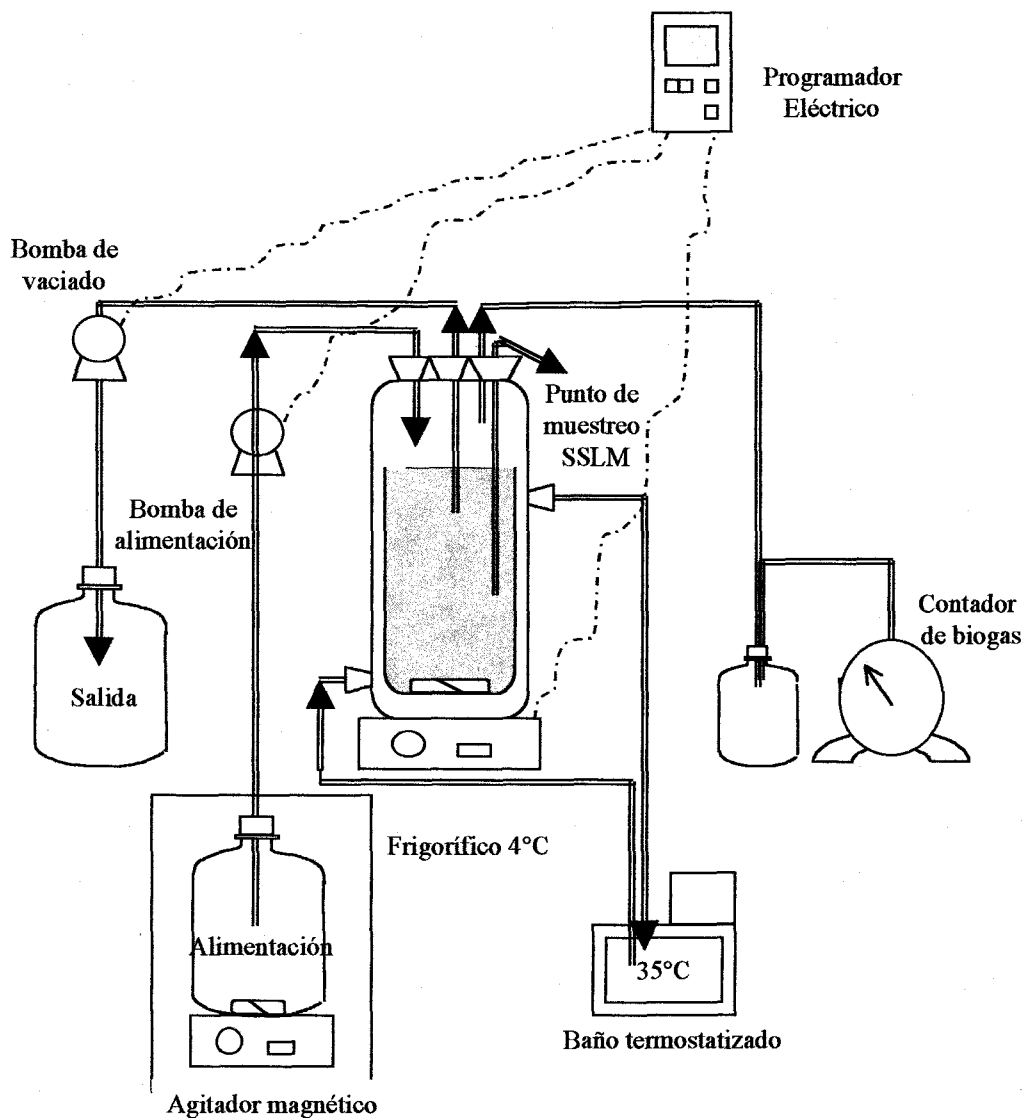 Programador
Eléctrico
Bomba de
vaciado
Punto de
muestreo
SSLM
Bomba de
alimentación
Contador
de biogas
Salida
Frigorífico 4°C
Alimentación
35°C
Baño termostatizado
Agitador magnético